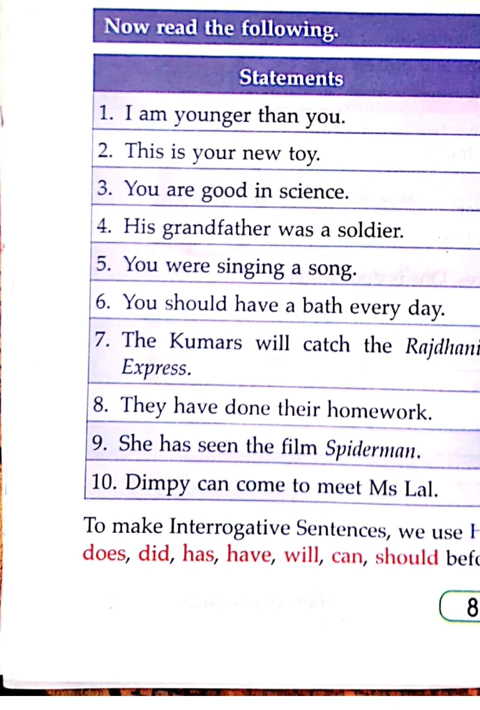 Now read the following.
Statements
1. I am younger than you.
2. This is your new toy.
3. You are good in science.
4. His grandfather was a soldier.
5. You were singing a song.
6. You should have a bath every day.
7. The Kumars will catch the Rajdhani
Express.
8. They have done their homework.
9. She has seen the film Spiderman.
10. Dimpy can come to meet Ms Lal.
To make Interrogative Sentences, we use
does, did, has, have, will, can, should
8